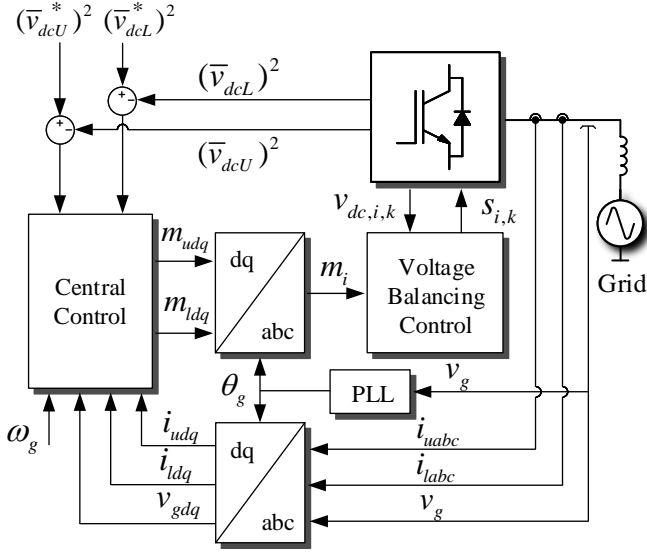 (v̅*dcU)² (v̅*dcL)²
+ −
+ −
(v̅dcL)²
(v̅dcU)²
vdc,i,k si,k
Grid
Central
Control
mudq
mldq
dq
abc
mi
Voltage
Balancing
Control
θg
PLL
vg
ωg
iudq
ildq
vgdq
dq
abc
iuabc
ilabc
vg